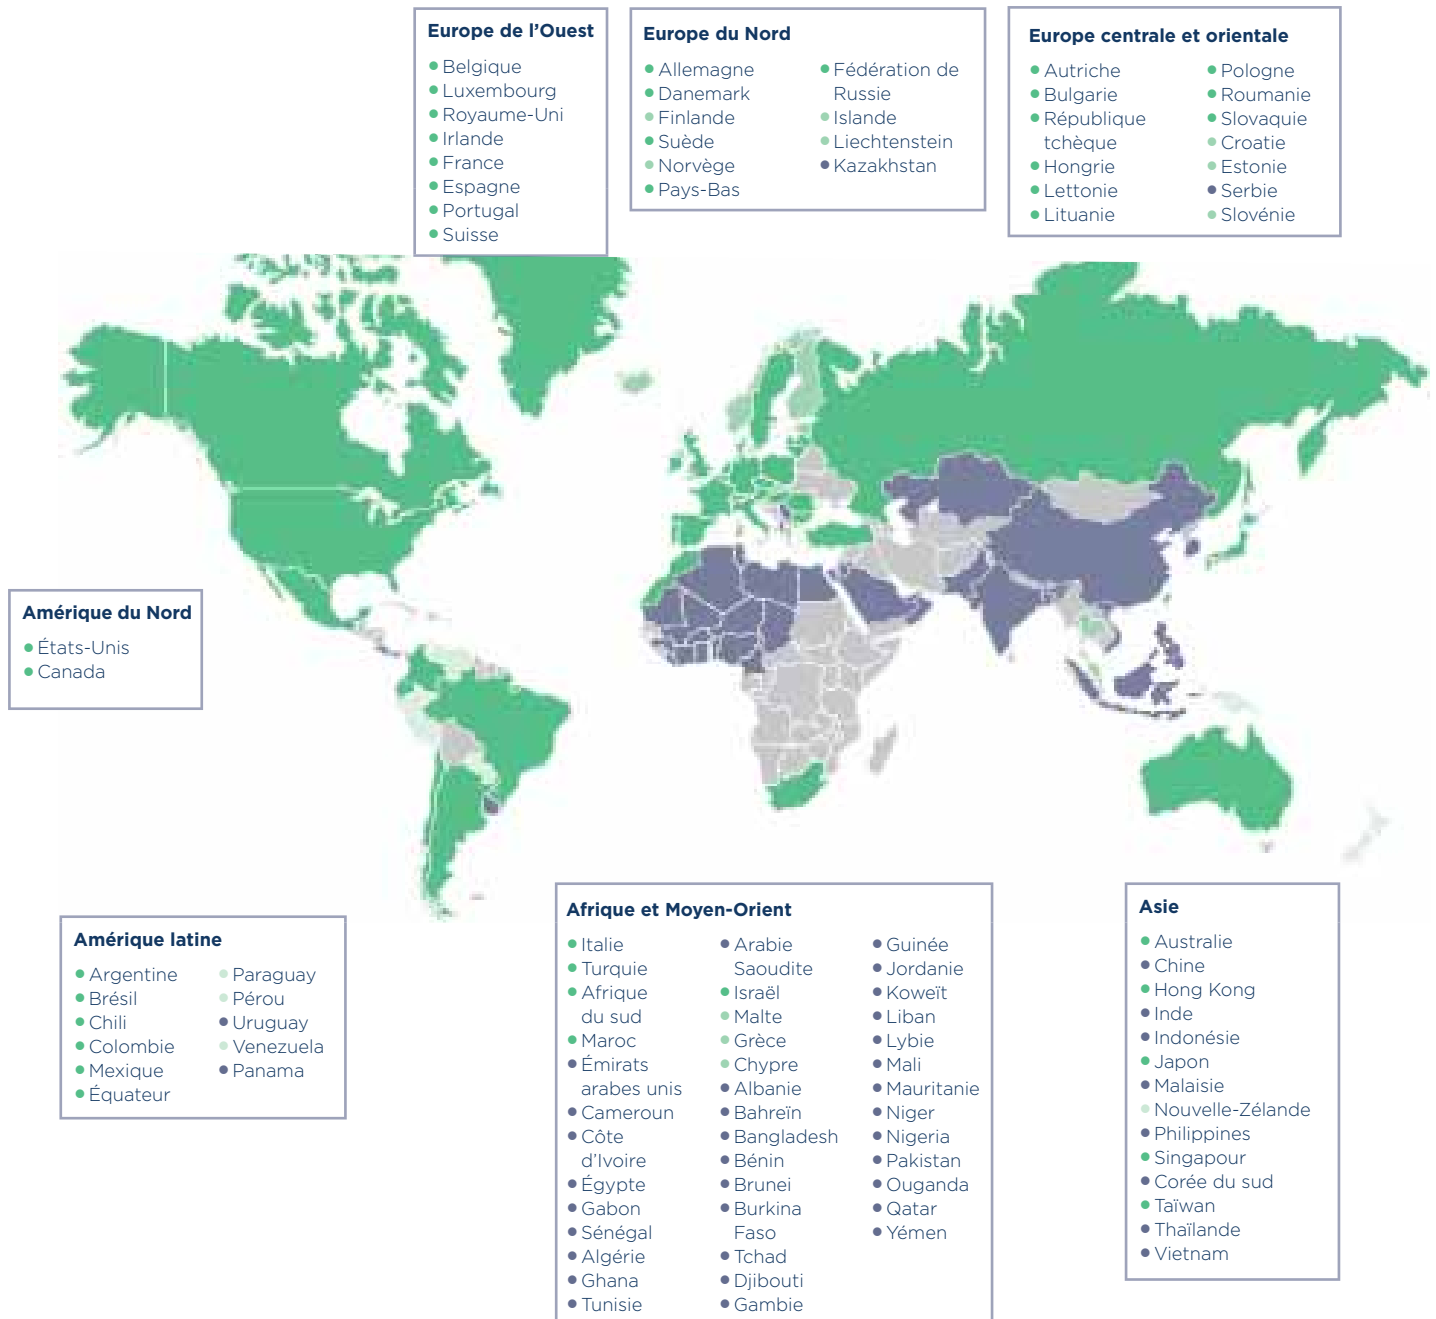 Europe de l’Ouest
Belgique
Luxembourg
Royaume-Uni
Irlande
France
Espagne
Portugal
Suisse
Europe du Nord
Allemagne
Danemark
Finlande
Suède
Norvège
Pays-Bas
Fédération de
Russie
Islande
Liechtenstein
Kazakhstan
Europe centrale et orientale
Autriche
Bulgarie
République
tchèque
Hongrie
Lettonie
Lituanie
Pologne
Roumanie
Slovaquie
Croatie
Estonie
Serbie
Slovénie
Amérique du Nord
États-Unis
Canada
Amérique latine
Argentine
Brésil
Chili
Colombie
Mexique
Équateur
Paraguay
Pérou
Uruguay
Venezuela
Panama
Afrique et Moyen-Orient
Italie
Turquie
Afrique
du sud
Maroc
Émirats
arabes unis
Cameroun
Côte
d’Ivoire
Égypte
Gabon
Sénégal
Algérie
Ghana
Tunisie
Arabie
Saoudite
Israël
Malte
Grèce
Chypre
Albanie
Bahreïn
Bangladesh
Bénin
Brunei
Burkina
Faso
Tchad
Djibouti
Gambie
Guinée
Jordanie
Koweït
Liban
Lybie
Mali
Mauritanie
Niger
Nigeria
Pakistan
Ouganda
Qatar
Yémen
Asie
Australie
Chine
Hong Kong
Inde
Indonésie
Japon
Malaisie
Nouvelle-Zélande
Philippines
Singapour
Corée du sud
Taïwan
Thaïlande
Vietnam